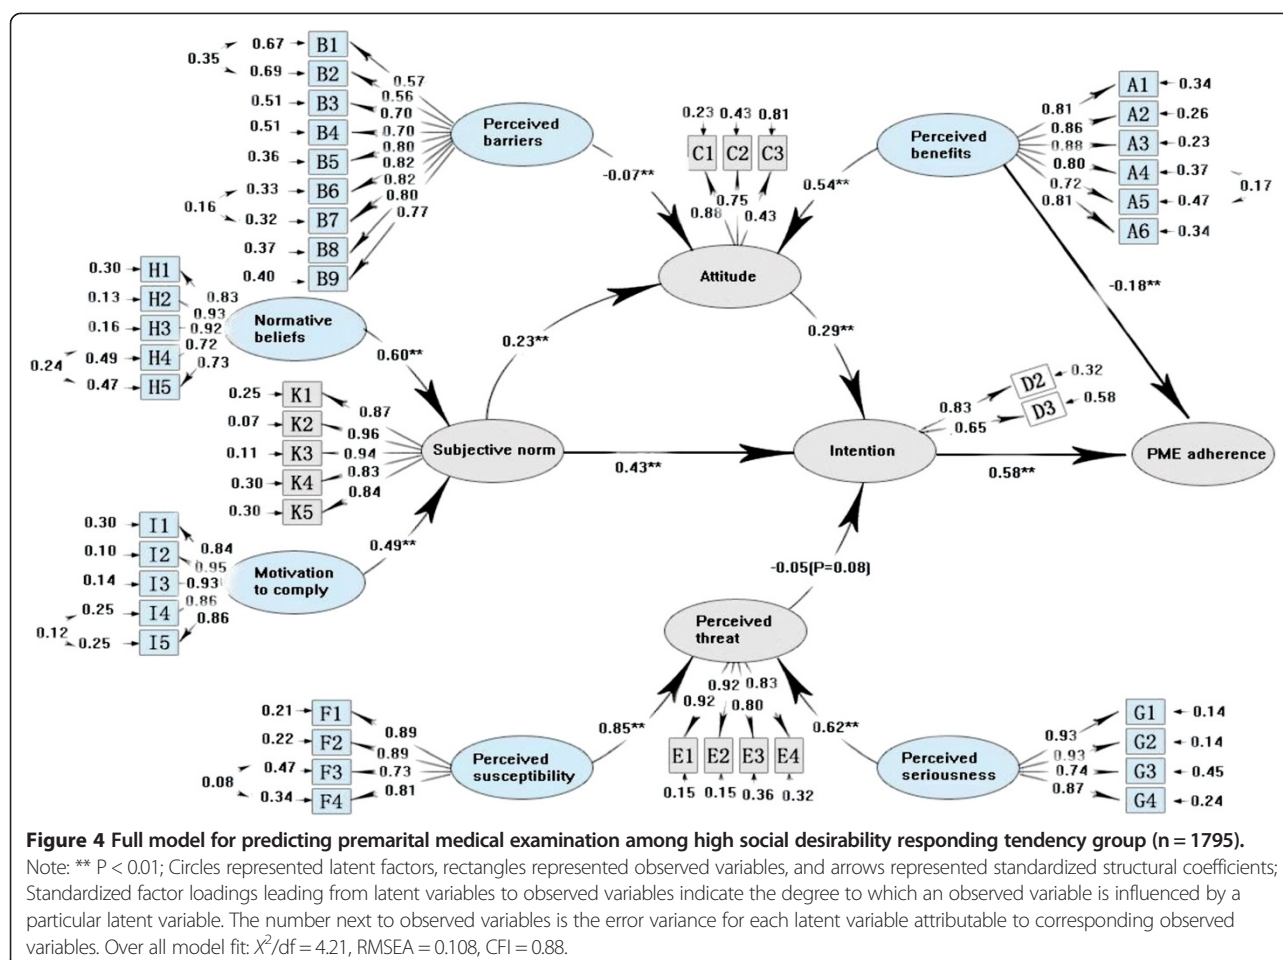 0.67 B1
0.35
0.69 B2
0.51 B3
0.51 B4
0.36 B5
0.33 B6
0.16
0.32 B7
0.37 B8
0.40 B9
0.57
0.56
0.70
0.70
0.80
0.82
0.82
0.80
0.77
Perceived
barriers
-0.07**
0.23 0.43 0.81
C1 C2 C3
0.88 0.75 0.43
Attitude
Perceived
benefits
0.54**
0.81
0.86
0.88
0.80
0.72
0.81
A1 0.34
A2 0.26
A3 0.23
A4 0.37
0.17
A5 0.47
A6 0.34
-0.18**
0.30 H1
0.13 H2
0.16 H3
0.24
0.49 H4
0.47 H5
0.83
0.93
0.92
0.72
0.73
Normative
beliefs
0.60**
0.23**
0.29**
0.25 K1
0.07 K2
0.11 K3
0.30 K4
0.30 K5
0.87
0.96
0.94
0.83
0.84
Subjective norm
0.43**
Intention
0.83
0.65
D2 0.32
D3 0.58
0.58**
PME adherence
0.30 I1
0.10 I2
0.14 I3
0.25 I4
0.12
0.25 I5
0.84
0.95
0.93
0.86
0.86
Motivation
to comply
0.49**
-0.05(P=0.08)
Perceived
threat
0.92 0.92 0.80 0.83
E1 E2 E3 E4
0.15 0.15 0.36 0.32
0.21 F1
0.22 F2
0.47 F3
0.08
0.34 F4
0.89
0.89
0.73
0.81
Perceived
susceptibility
0.85**
0.62**
Perceived
seriousness
0.93
0.93
0.74
0.87
G1 0.14
G2 0.14
G3 0.45
G4 0.24
Figure 4 Full model for predicting premarital medical examination among high social desirability responding tendency group (n = 1795).
Note: ** P < 0.01; Circles represented latent factors, rectangles represented observed variables, and arrows represented standardized structural coefficients;
Standardized factor loadings leading from latent variables to observed variables indicate the degree to which an observed variable is influenced by a
particular latent variable. The number next to observed variables is the error variance for each latent variable attributable to corresponding observed
variables. Over all model fit: X²/df = 4.21, RMSEA = 0.108, CFI = 0.88.